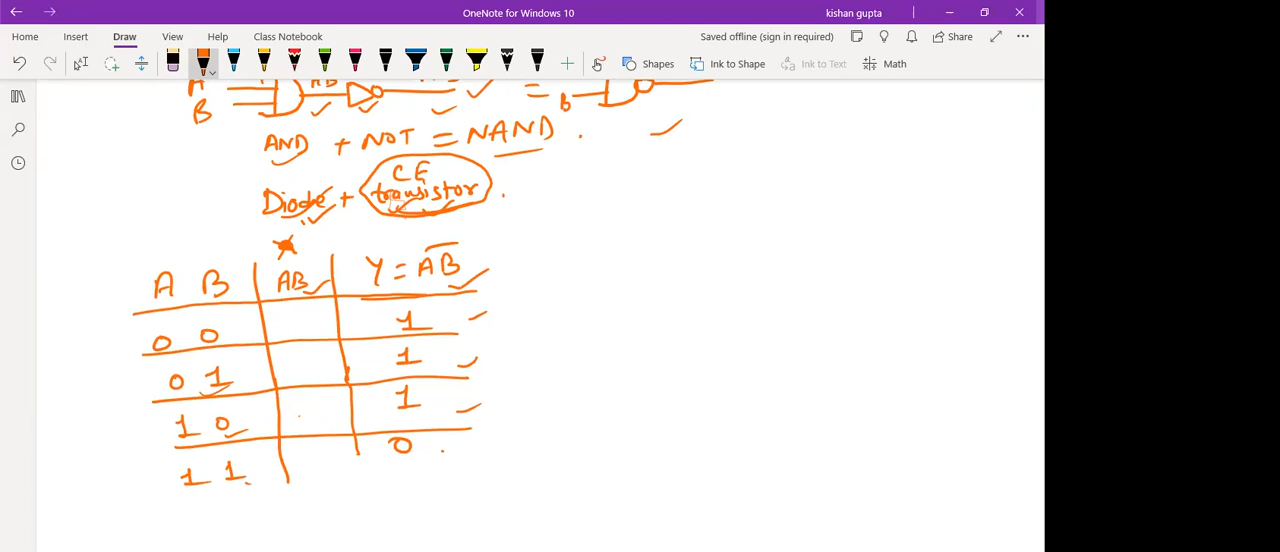 OneNote for Windows 10
kishan gupta
Home Insert Draw View Help Class Notebook
Saved offline (sign in required) Share
Shapes Ink to Shape Ink to Text Math
A AB
B = B
AND + NOT = NAND .
Diode + CE transistor .
A B AB Y = A̅B̅
0 0 1
0 1 1
1 0 1
1 1 0